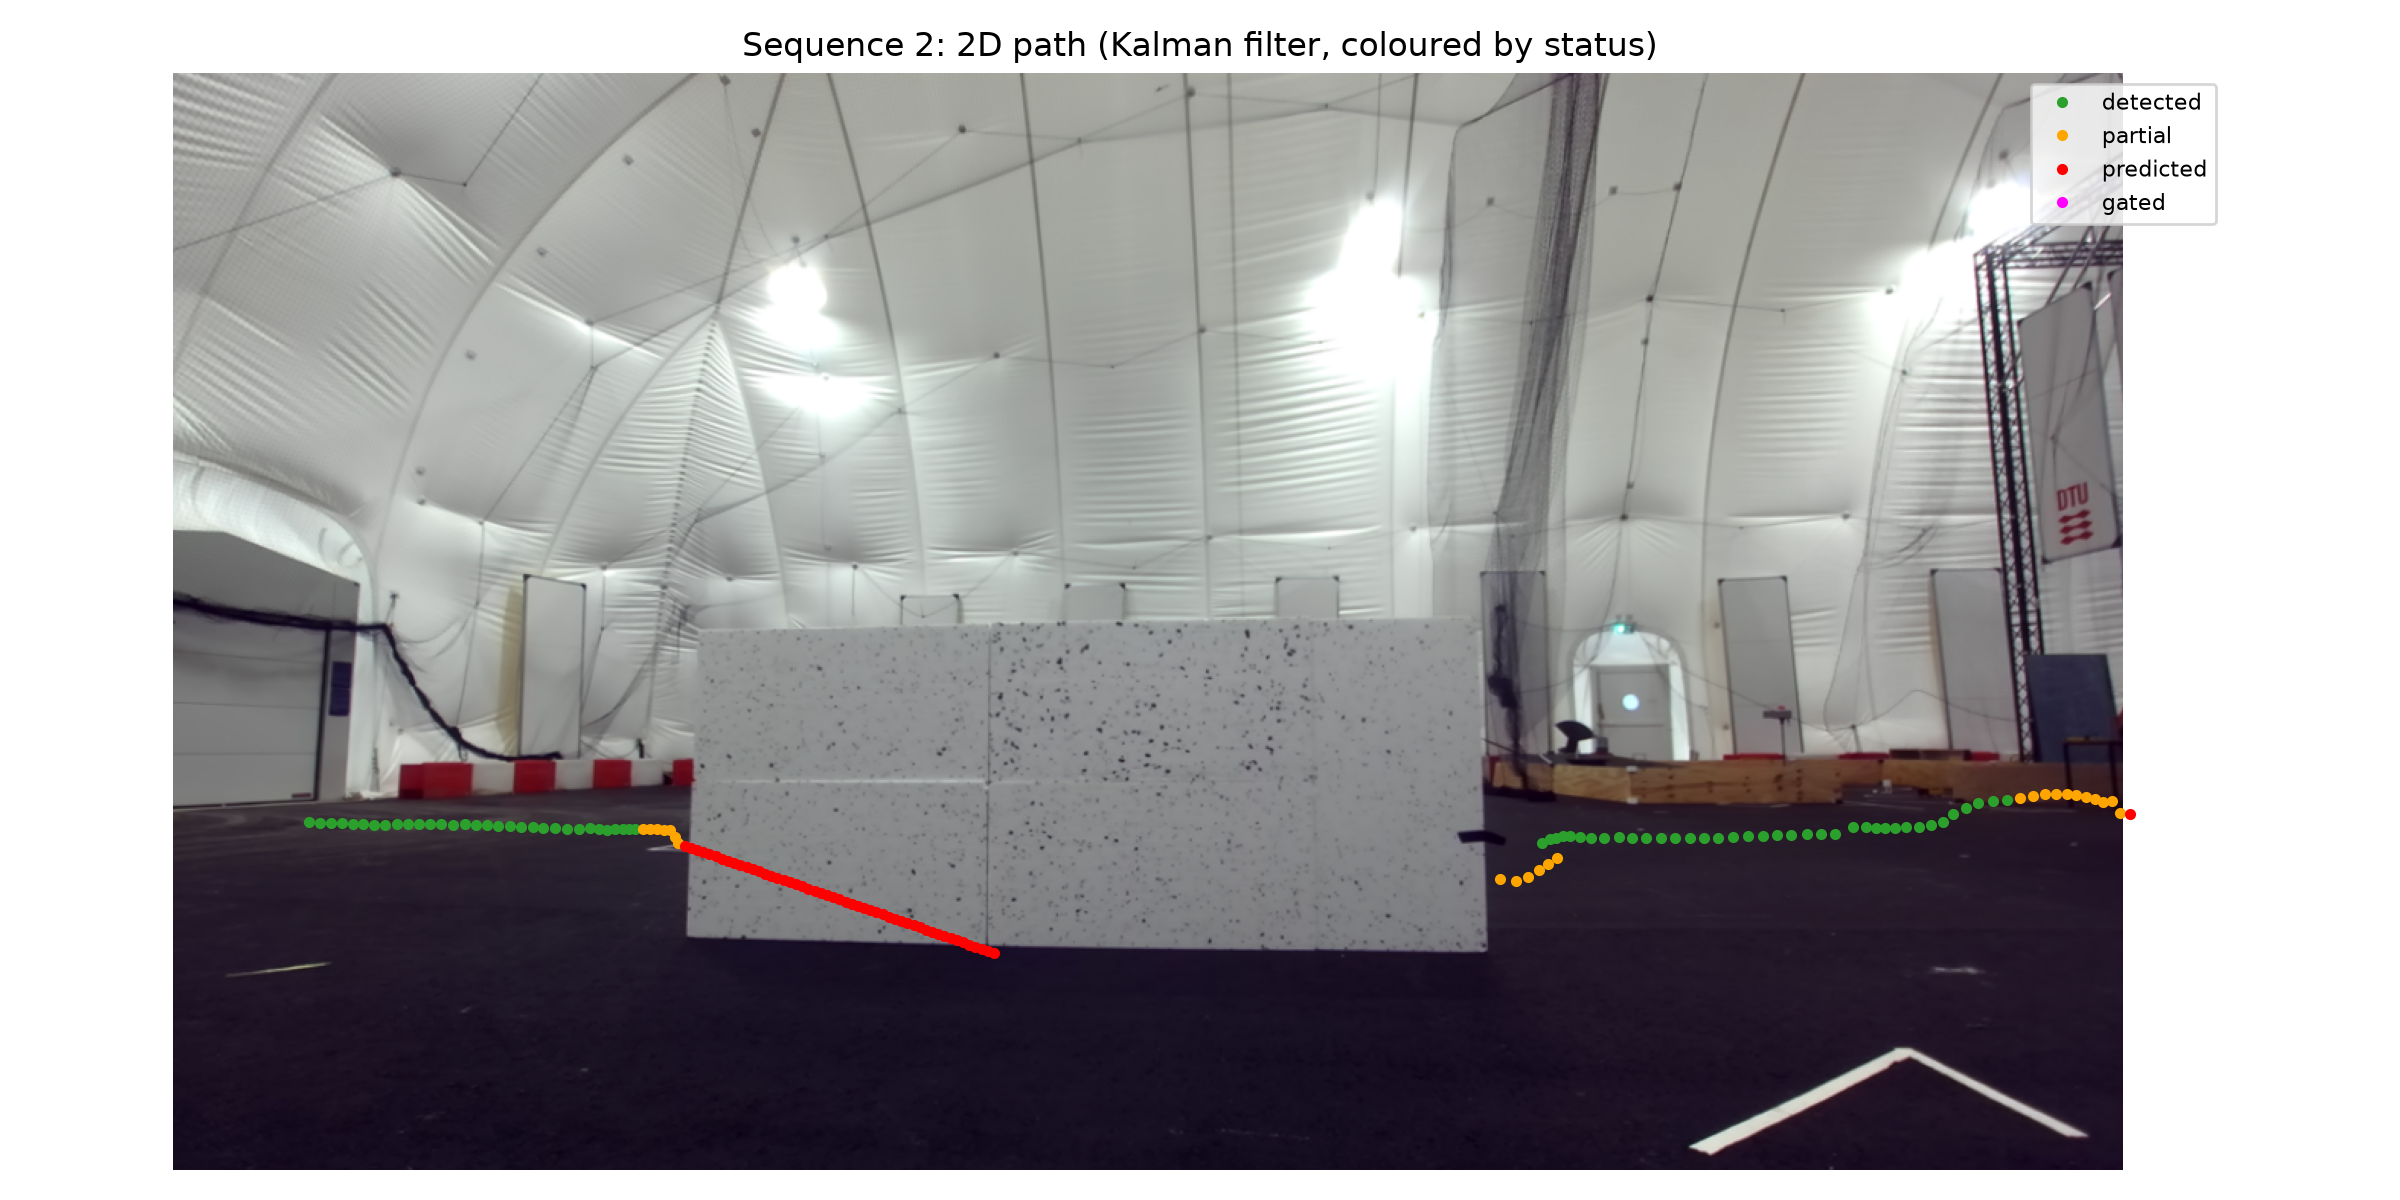 Sequence 2: 2D path (Kalman filter, coloured by status)
detected
partial
predicted
gated
DTU